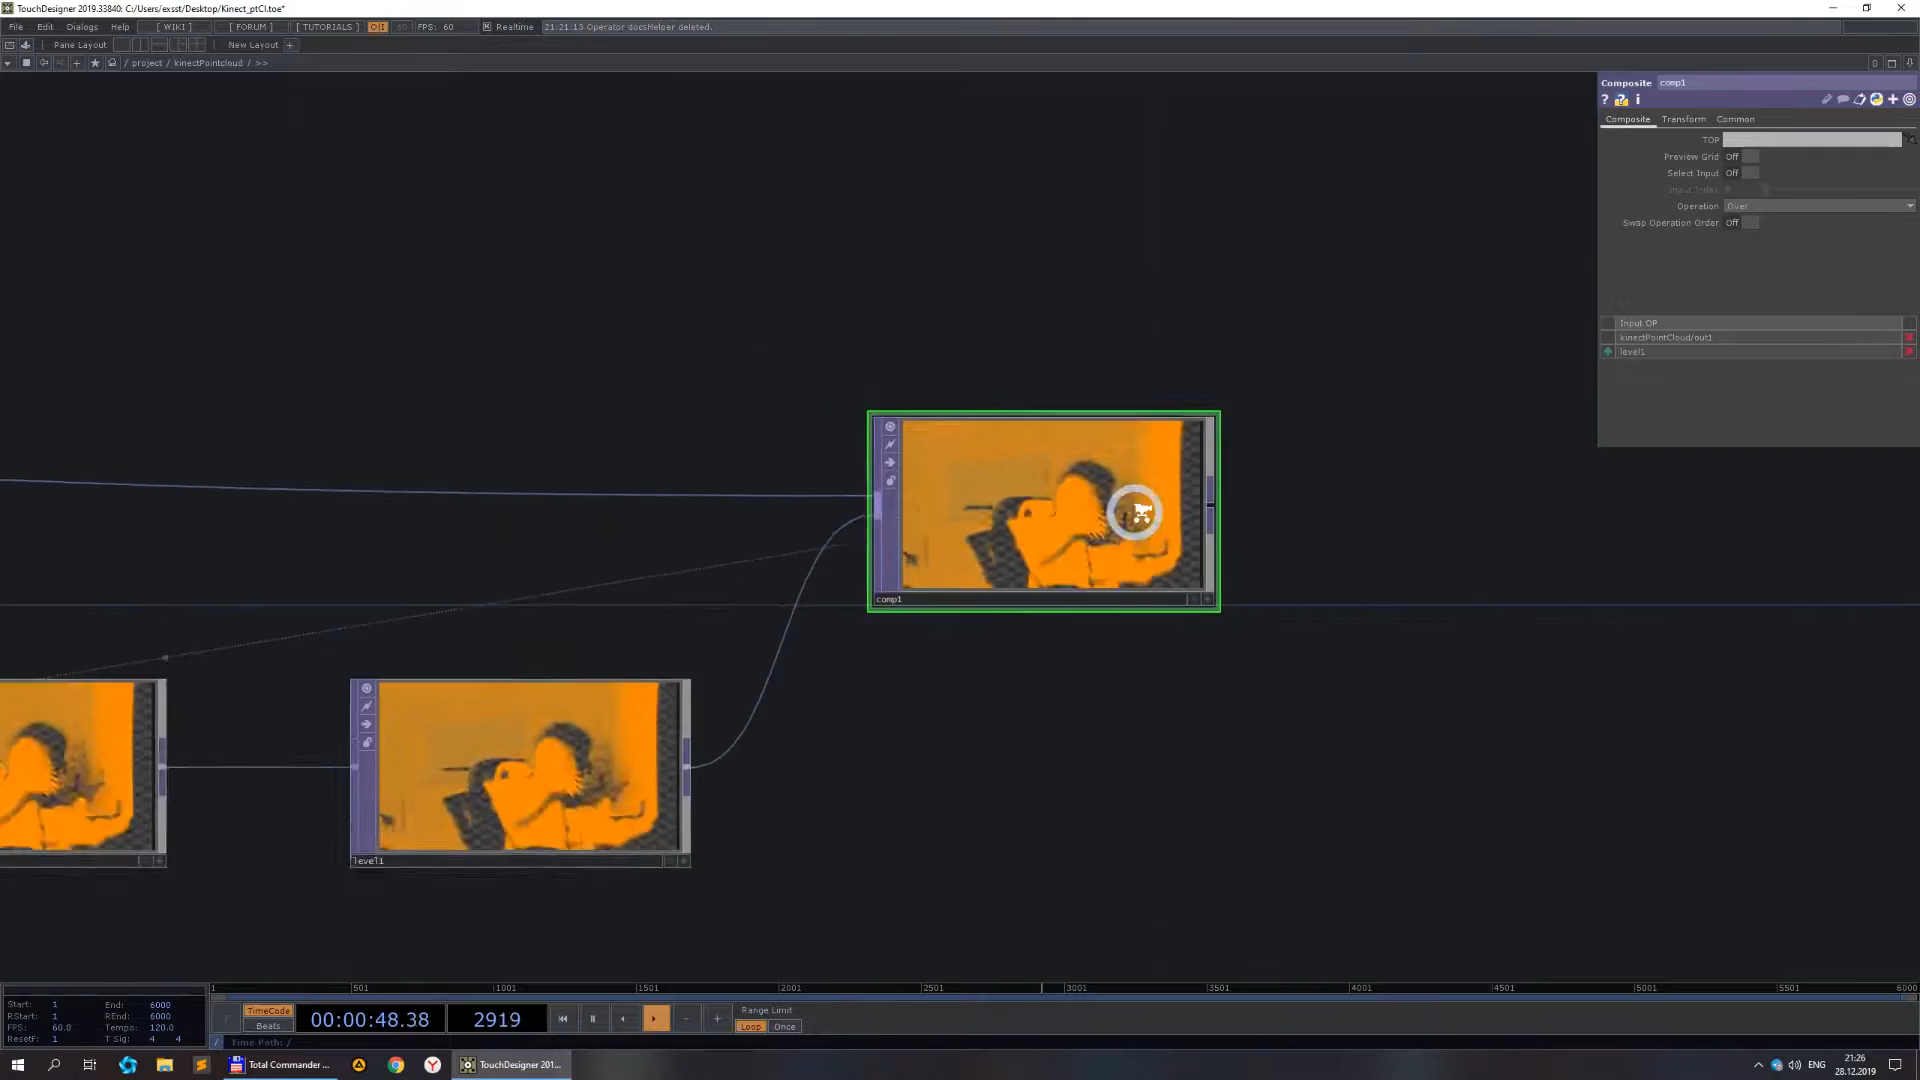 TouchDesigner 2019.33840: C:/Users/exsst/Desktop/Kinect_ptCl.toe*
File Edit Dialogs Help [ WIKI ] [ FORUM ] [ TUTORIALS ] O|I 60 FPS: 60 Realtime 21:21:13 Operator docsHelper deleted.
Pane Layout New Layout +
/ project / kinectPointcloud / >> 0
Composite comp1
? ? i
Composite Transform Common
TOP
Preview Grid Off
Select Input Off
Input Index 0
Operation Over
Swap Operation Order Off
Input OP
kinectPointCloud/out1
level1
comp1
level1
1 501 1001 1501 2001 2501 3001 3501 4001 4501 5001 5501 6000
Start: 1 End: 6000
RStart: 1 REnd: 6000
FPS: 60.0 Tempo: 120.0
ResetF: 1 T Sig: 4 4
TimeCode
Beats
00:00:48.38
2919
Range Limit
Loop Once
/ Time Path: /
Total Commander ...
TouchDesigner 201...
ENG
21:26
28.12.2019